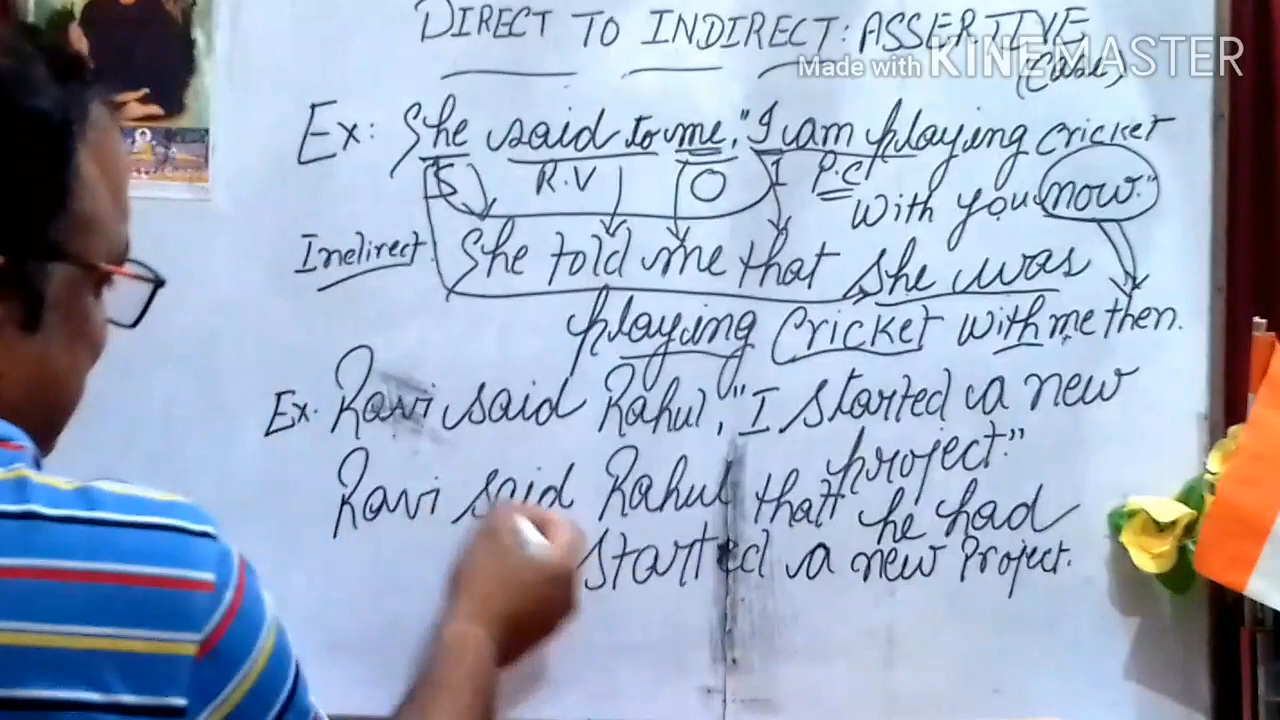 DIRECT TO INDIRECT: ASSERTIVE
(Case)
Made with KINEMASTER
Ex: She said to me, "I am playing cricket
S R.V O I P.C
with you now."
Indirect: She told me that she was
playing cricket with me then.
Ex. Ravi said Rahul, "I started a new
project."
Ravi said Rahul that he had
started a new Project.